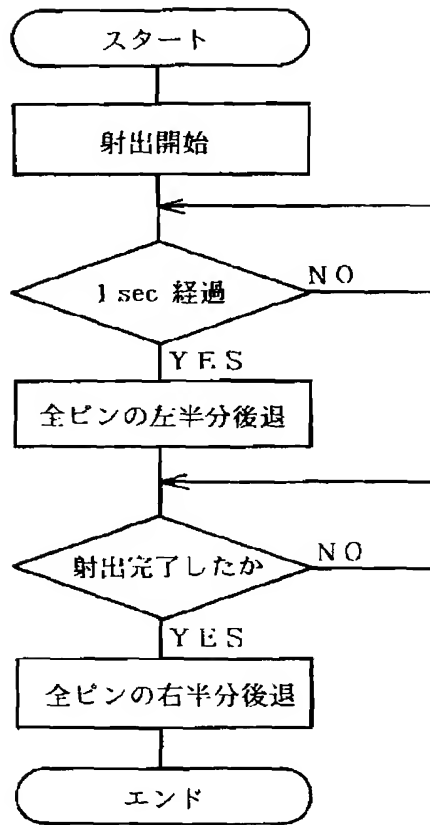 スタート
射出開始
1 sec 経過
NO
YES
全ピンの左半分後退
射出完了したか
NO
YES
全ピンの右半分後退
エンド